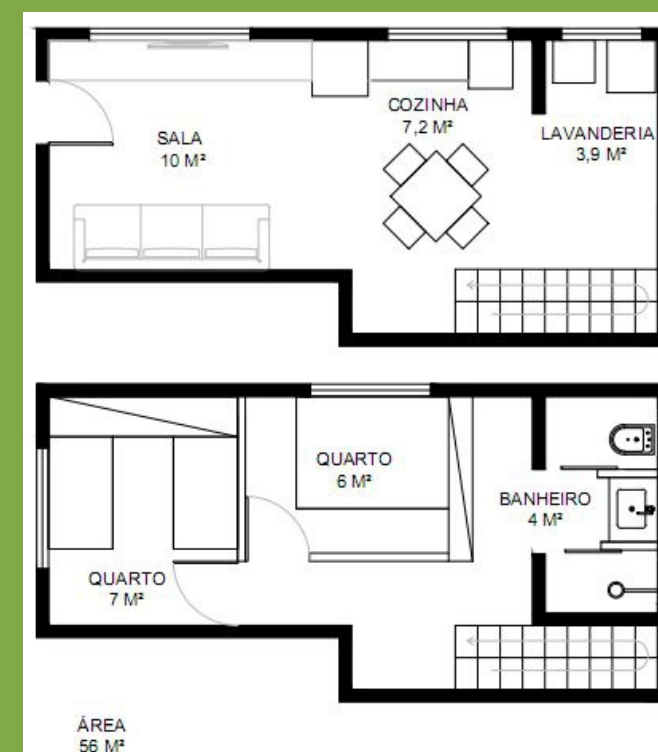 SALA
10 M²
COZINHA
7,2 M²
LAVANDERIA
3,9 M²
QUARTO
6 M²
BANHEIRO
4 M²
QUARTO
7 M²
ÁREA
56 M²